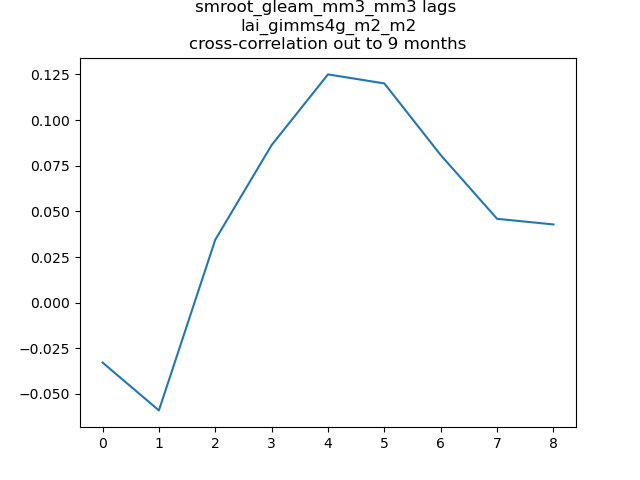 smroot_gleam_mm3_mm3 lags
lai_gimms4g_m2_m2
cross-correlation out to 9 months
0.125
0.100
0.075
0.050
0.025
0.000
−0.025
−0.050
0 1 2 3 4 5 6 7 8